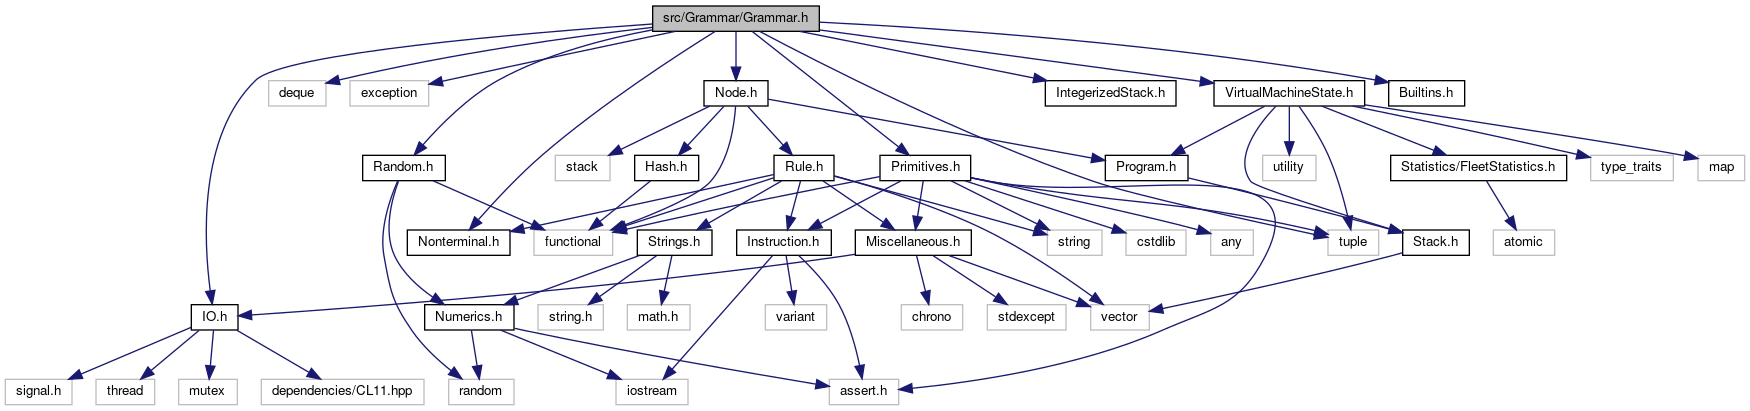 src/Grammar/Grammar.h
deque
exception
Node.h
IntegerizedStack.h
VirtualMachineState.h
Builtins.h
Random.h
stack
Hash.h
Rule.h
Primitives.h
Program.h
utility
Statistics/FleetStatistics.h
type_traits
map
Nonterminal.h
functional
Strings.h
Instruction.h
Miscellaneous.h
string
cstdlib
any
tuple
Stack.h
atomic
IO.h
Numerics.h
string.h
math.h
variant
chrono
stdexcept
vector
signal.h
thread
mutex
dependencies/CL11.hpp
random
iostream
assert.h